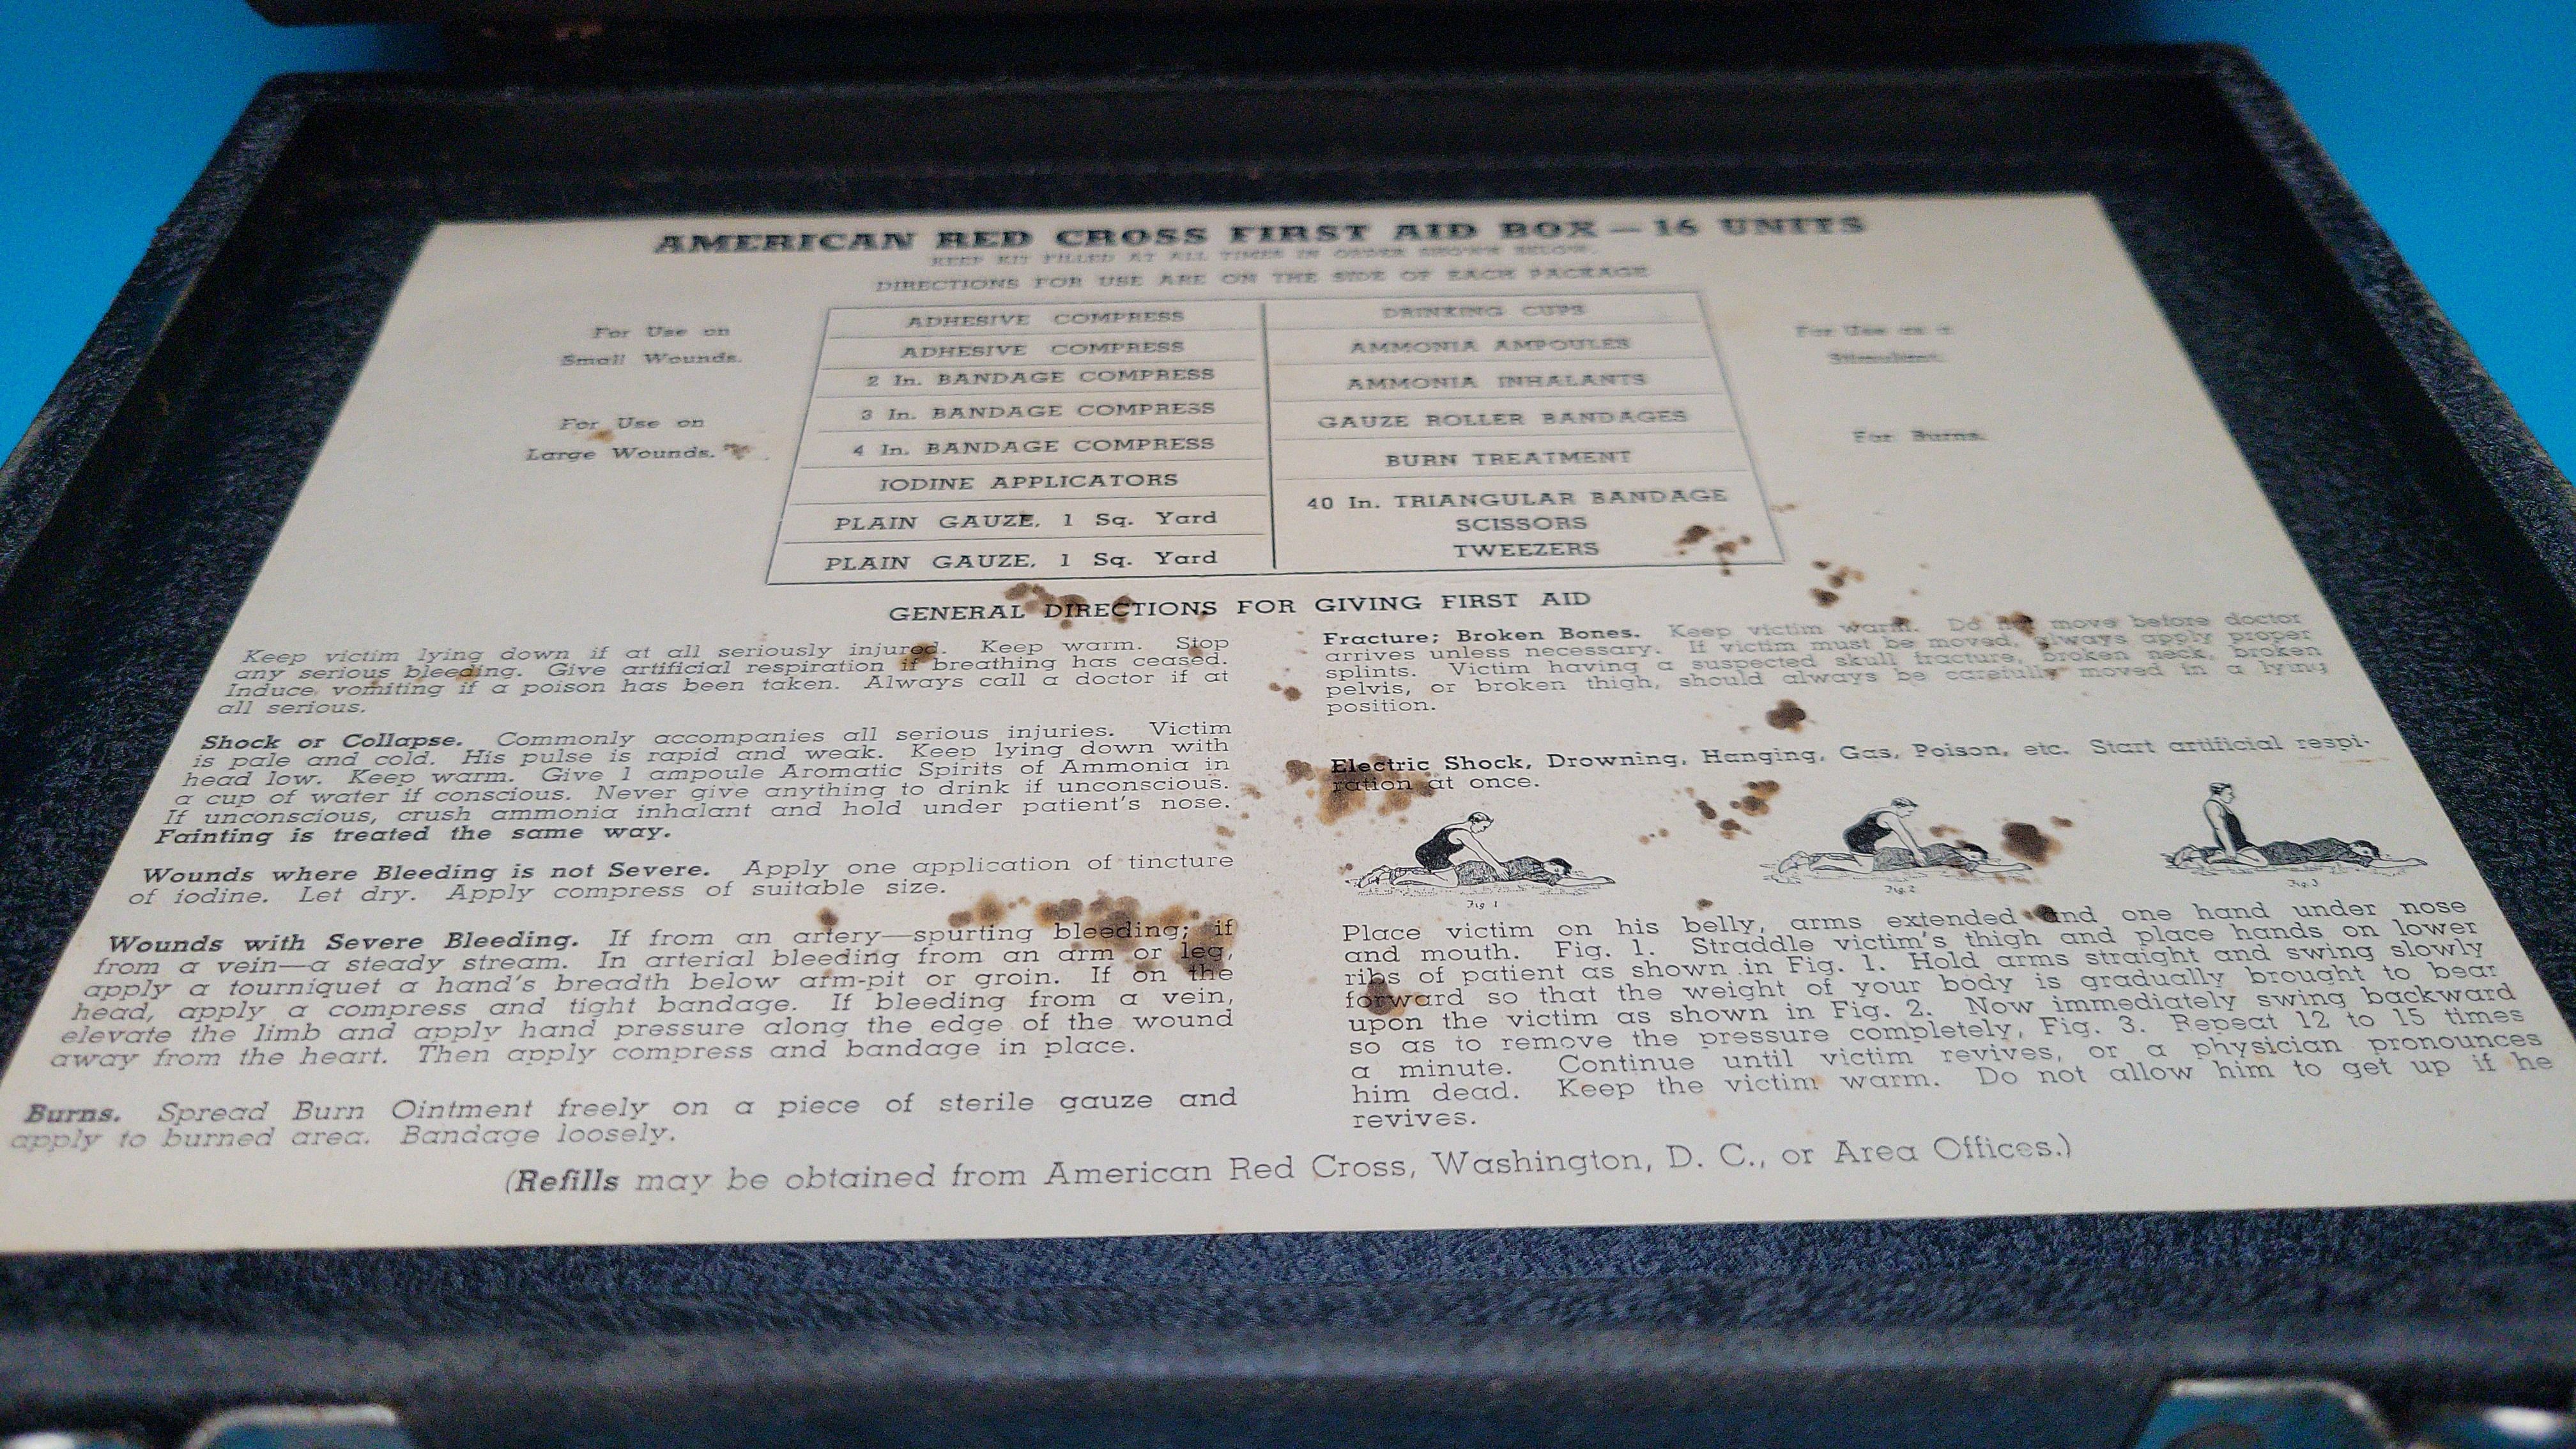 AMERICAN RED CROSS FIRST AID BOX — 16 UNITS
KEEP KIT FILLED AT ALL TIMES IN ORDER SHOWN BELOW.
DIRECTIONS FOR USE ARE ON THE SIDE OF EACH PACKAGE
For Use on
Small Wounds.
For Use on
Large Wounds.
ADHESIVE COMPRESS
ADHESIVE COMPRESS
2 In. BANDAGE COMPRESS
3 In. BANDAGE COMPRESS
4 In. BANDAGE COMPRESS
IODINE APPLICATORS
PLAIN GAUZE, 1 Sq. Yard
PLAIN GAUZE, 1 Sq. Yard
DRINKING CUPS
AMMONIA AMPOULES
AMMONIA INHALANTS
GAUZE ROLLER BANDAGES
BURN TREATMENT
40 In. TRIANGULAR BANDAGE
SCISSORS
TWEEZERS
For Use as a
Stimulant.
For Burns.
GENERAL DIRECTIONS FOR GIVING FIRST AID
Keep victim lying down if at all seriously injured. Keep warm. Stop
any serious bleeding. Give artificial respiration if breathing has ceased.
Induce vomiting if a poison has been taken. Always call a doctor if at
all serious.
Shock or Collapse. Commonly accompanies all serious injuries. Victim
is pale and cold. His pulse is rapid and weak. Keep lying down with
head low. Keep warm. Give 1 ampoule Aromatic Spirits of Ammonia in
a cup of water if conscious. Never give anything to drink if unconscious.
If unconscious, crush ammonia inhalant and hold under patient's nose.
Fainting is treated the same way.
Wounds where Bleeding is not Severe. Apply one application of tincture
of iodine. Let dry. Apply compress of suitable size.
Wounds with Severe Bleeding. If from an artery—spurting bleeding; if
from a vein—a steady stream. In arterial bleeding from an arm or leg,
apply a tourniquet a hand's breadth below arm-pit or groin. If on the
head, apply a compress and tight bandage. If bleeding from a vein,
elevate the limb and apply hand pressure along the edge of the wound
away from the heart. Then apply compress and bandage in place.
Burns. Spread Burn Ointment freely on a piece of sterile gauze and
apply to burned area. Bandage loosely.
Fracture; Broken Bones. Keep victim warm. Do not move before doctor
arrives unless necessary. If victim must be moved, always apply proper
splints. Victim having a suspected skull fracture, broken neck, broken
pelvis, or broken thigh, should always be carefully moved in a lying
position.
Electric Shock, Drowning, Hanging, Gas, Poison, etc. Start artificial respi-
ration at once.
Fig 1
Fig. 2
Fig. 3
Place victim on his belly, arms extended and one hand under nose
and mouth. Fig. 1. Straddle victim's thigh and place hands on lower
ribs of patient as shown in Fig. 1. Hold arms straight and swing slowly
forward so that the weight of your body is gradually brought to bear
upon the victim as shown in Fig. 2. Now immediately swing backward
so as to remove the pressure completely, Fig. 3. Repeat 12 to 15 times
a minute. Continue until victim revives, or a physician pronounces
him dead. Keep the victim warm. Do not allow him to get up if he
revives.
(Refills may be obtained from American Red Cross, Washington, D. C., or Area Offices.)